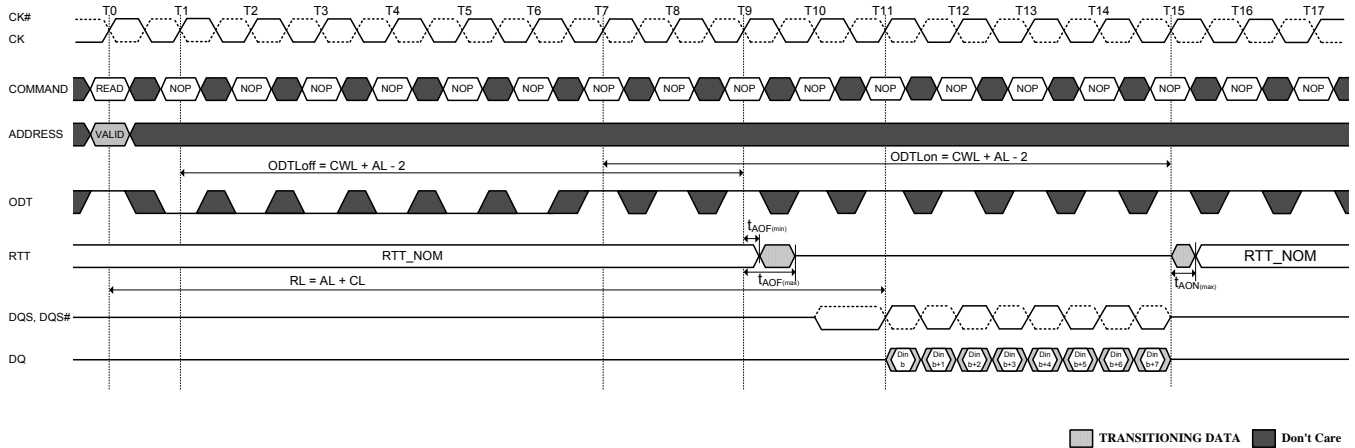 T0 T1 T2 T3 T4 T5 T6 T7 T8 T9 T10 T11 T12 T13 T14 T15 T16 T17
CK#
CK
COMMAND READ NOP NOP NOP NOP NOP NOP NOP NOP NOP NOP NOP NOP NOP NOP NOP NOP NOP
ADDRESS VALID
ODTLoff = CWL + AL - 2
ODTLon = CWL + AL - 2
ODT
tAOF(min)
RTT RTT_NOM RTT_NOM
tAOF(max)
tAON(max)
RL = AL + CL
DQS, DQS#
DQ Din b Din b+1 Din b+2 Din b+3 Din b+4 Din b+5 Din b+6 Din b+7
TRANSITIONING DATA Don't Care